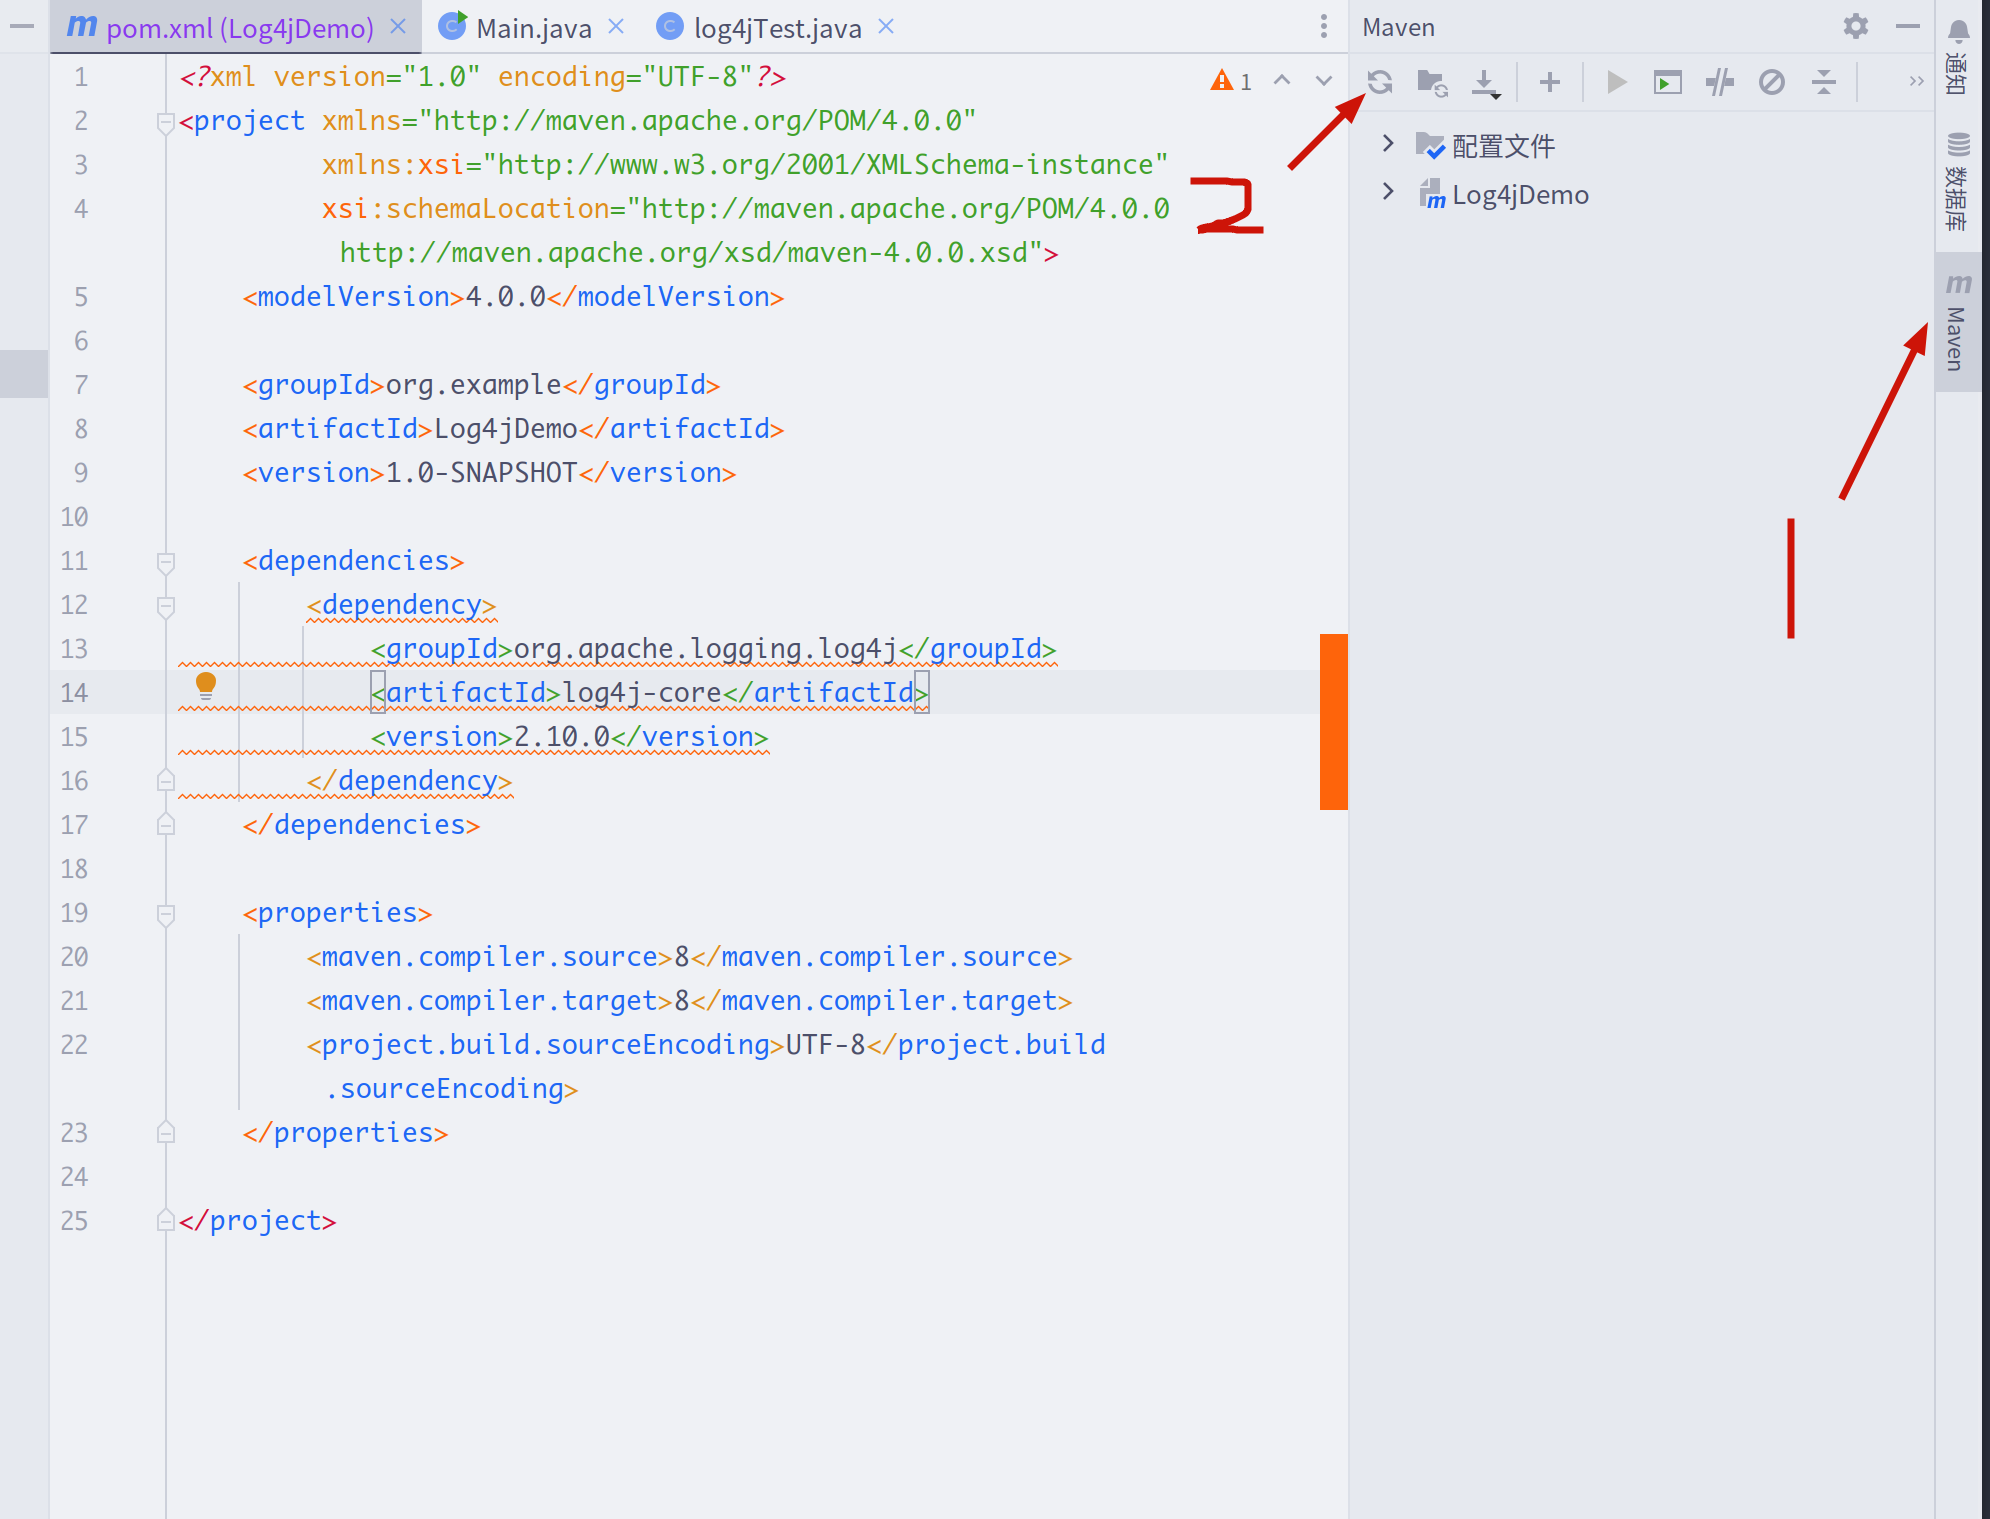 pom.xml (Log4jDemo)
Main.java
log4jTest.java
Maven
1 <?xml version="1.0" encoding="UTF-8"?>
2 <project xmlns="http://maven.apache.org/POM/4.0.0"
3 xmlns:xsi="http://www.w3.org/2001/XMLSchema-instance"
4 xsi:schemaLocation="http://maven.apache.org/POM/4.0.0
http://maven.apache.org/xsd/maven-4.0.0.xsd">
5 <modelVersion>4.0.0</modelVersion>
6
7 <groupId>org.example</groupId>
8 <artifactId>Log4jDemo</artifactId>
9 <version>1.0-SNAPSHOT</version>
10
11 <dependencies>
12 <dependency>
13 <groupId>org.apache.logging.log4j</groupId>
14 <artifactId>log4j-core</artifactId>
15 <version>2.10.0</version>
16 </dependency>
17 </dependencies>
18
19 <properties>
20 <maven.compiler.source>8</maven.compiler.source>
21 <maven.compiler.target>8</maven.compiler.target>
22 <project.build.sourceEncoding>UTF-8</project.build
.sourceEncoding>
23 </properties>
24
25 </project>
1
2
配置文件
Log4jDemo
1
通知
数据库
Maven